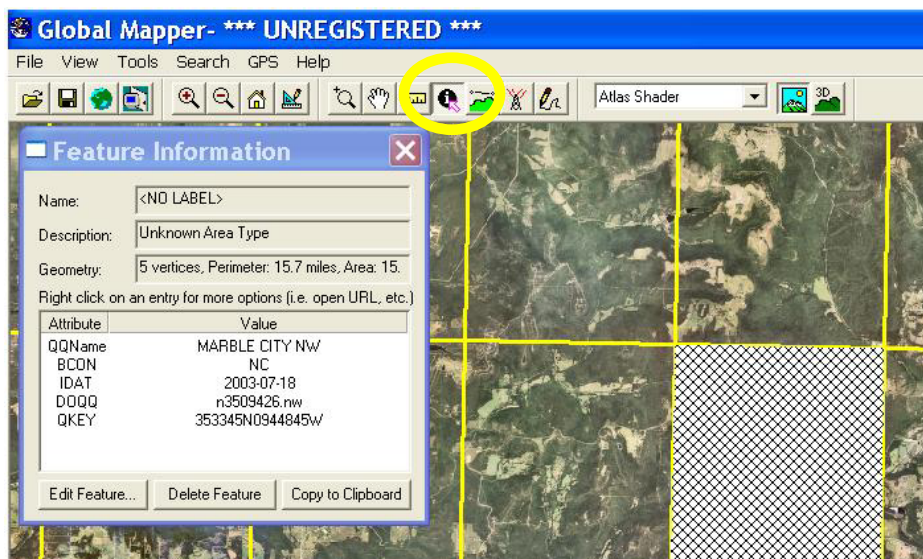 Global Mapper- *** UNREGISTERED ***
File View Tools Search GPS Help
Atlas Shader
3D
Feature Information
Name: <NO LABEL>
Description: Unknown Area Type
Geometry: 5 vertices, Perimeter: 15.7 miles, Area: 15.
Right click on an entry for more options (i.e. open URL, etc.)
Attribute Value
QQName MARBLE CITY NW
BCON NC
IDAT 2003-07-18
DOQQ n3509426.nw
QKEY 353345N0944845W
Edit Feature... Delete Feature Copy to Clipboard